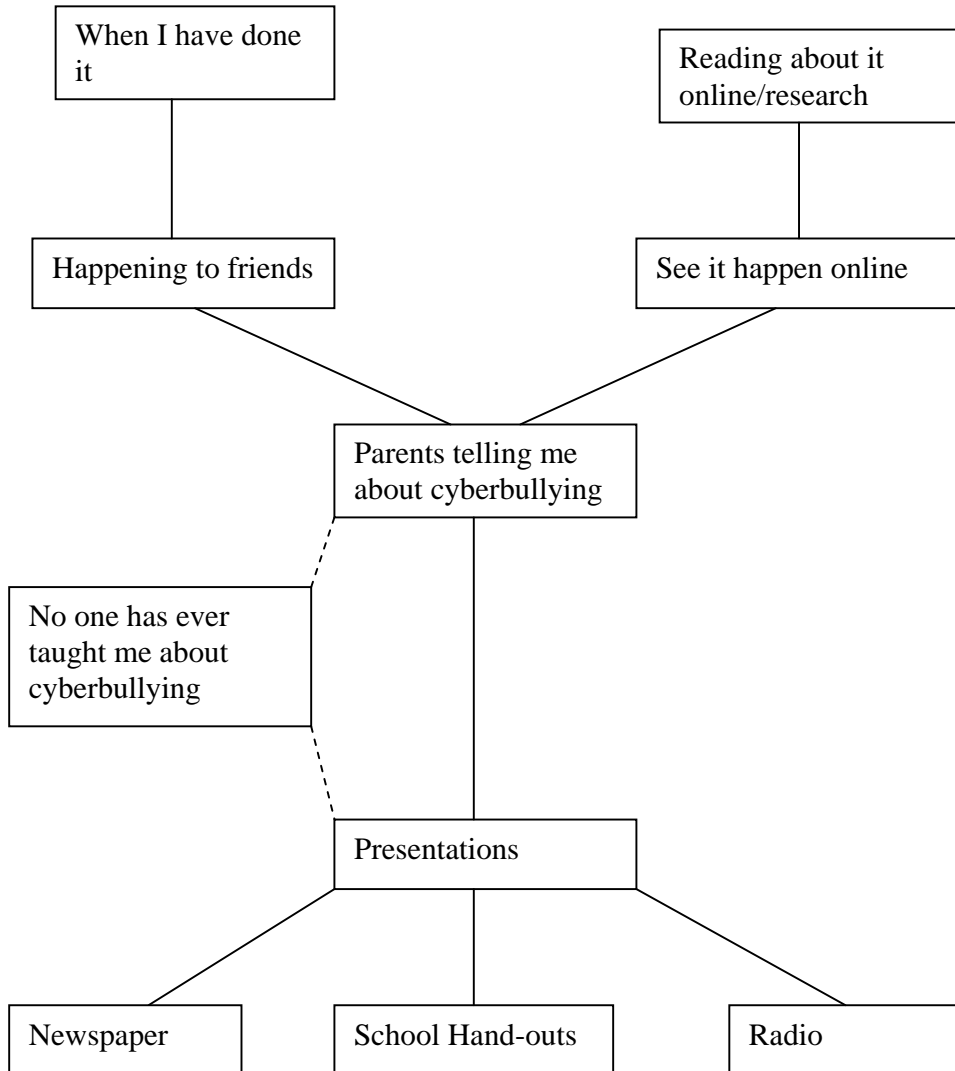 When I have done
it
Reading about it
online/research
Happening to friends
See it happen online
Parents telling me
about cyberbullying
No one has ever
taught me about
cyberbullying
Presentations
Newspaper
School Hand-outs
Radio